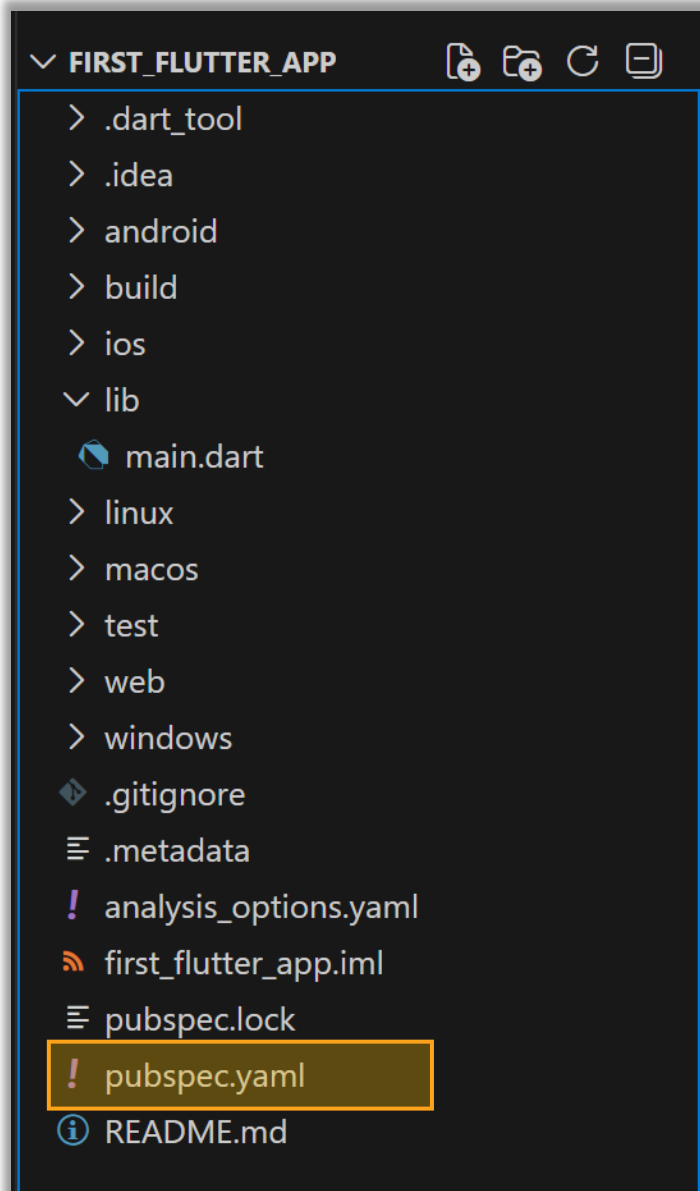 FIRST_FLUTTER_APP
.dart_tool
.idea
android
build
ios
lib
main.dart
linux
macos
test
web
windows
.gitignore
.metadata
analysis_options.yaml
first_flutter_app.iml
pubspec.lock
pubspec.yaml
README.md